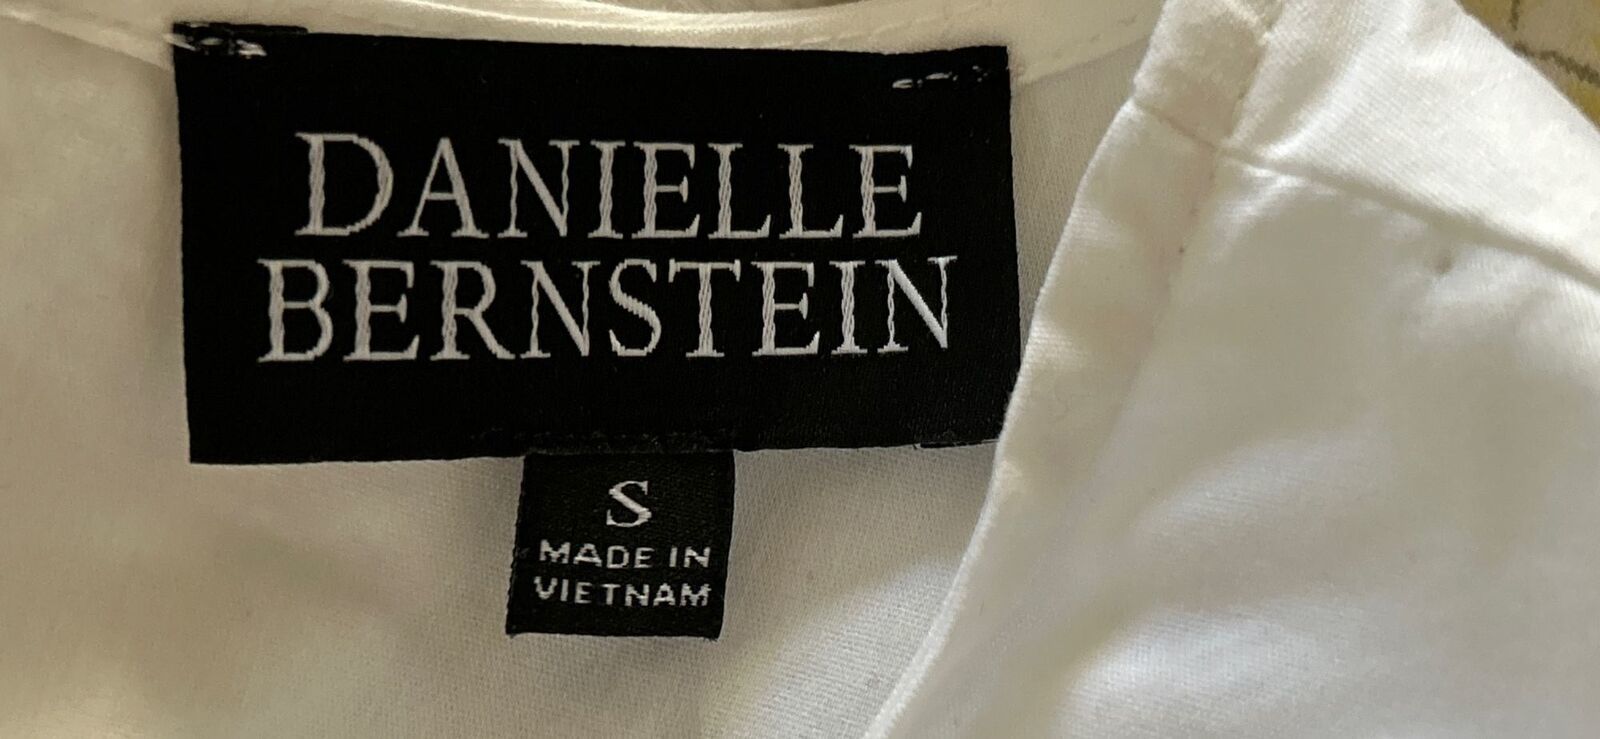 DANIELLE
BERNSTEIN
S
MADE IN
VIETNAM